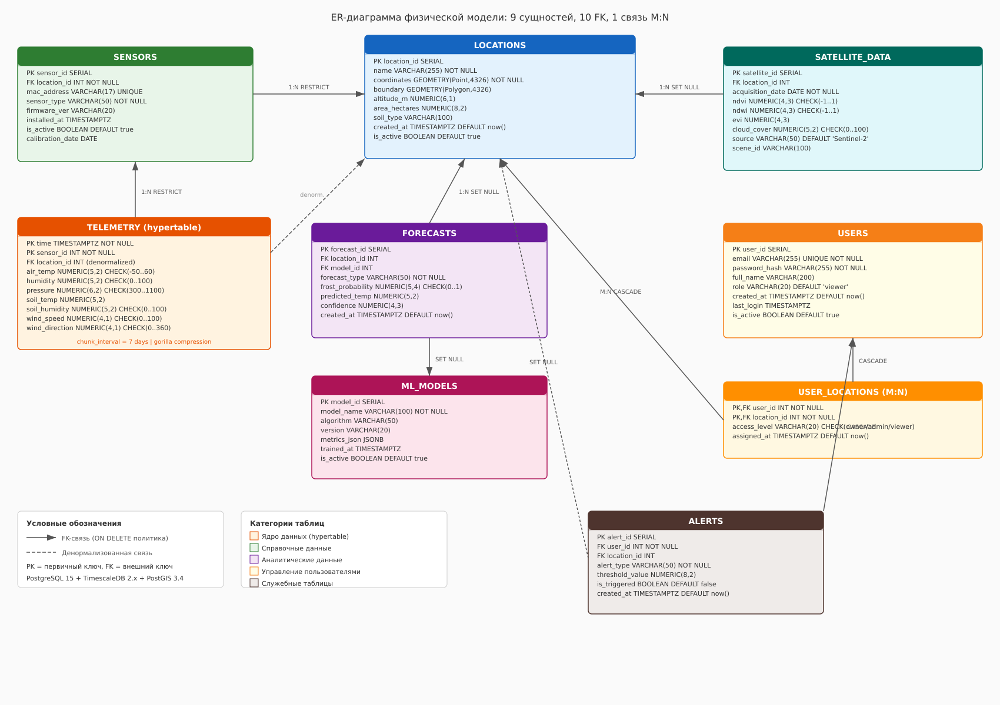 ER-диаграмма физической модели: 9 сущностей, 10 FK, 1 связь M:N
SENSORS
PK sensor_id SERIAL
FK location_id INT NOT NULL
mac_address VARCHAR(17) UNIQUE
sensor_type VARCHAR(50) NOT NULL
firmware_ver VARCHAR(20)
installed_at TIMESTAMPTZ
is_active BOOLEAN DEFAULT true
calibration_date DATE
1:N RESTRICT
LOCATIONS
PK location_id SERIAL
name VARCHAR(255) NOT NULL
coordinates GEOMETRY(Point,4326) NOT NULL
boundary GEOMETRY(Polygon,4326)
altitude_m NUMERIC(6,1)
area_hectares NUMERIC(8,2)
soil_type VARCHAR(100)
created_at TIMESTAMPTZ DEFAULT now()
is_active BOOLEAN DEFAULT true
1:N SET NULL
SATELLITE_DATA
PK satellite_id SERIAL
FK location_id INT
acquisition_date DATE NOT NULL
ndvi NUMERIC(4,3) CHECK(-1..1)
ndwi NUMERIC(4,3) CHECK(-1..1)
evi NUMERIC(4,3)
cloud_cover NUMERIC(5,2) CHECK(0..100)
source VARCHAR(50) DEFAULT 'Sentinel-2'
scene_id VARCHAR(100)
1:N RESTRICT
denorm.
1:N SET NULL
TELEMETRY (hypertable)
PK time TIMESTAMPTZ NOT NULL
PK sensor_id INT NOT NULL
FK location_id INT (denormalized)
air_temp NUMERIC(5,2) CHECK(-50..60)
humidity NUMERIC(5,2) CHECK(0..100)
pressure NUMERIC(6,2) CHECK(300..1100)
soil_temp NUMERIC(5,2)
soil_humidity NUMERIC(5,2) CHECK(0..100)
wind_speed NUMERIC(4,1) CHECK(0..100)
wind_direction NUMERIC(4,1) CHECK(0..360)
chunk_interval = 7 days | gorilla compression
FORECASTS
PK forecast_id SERIAL
FK location_id INT
FK model_id INT
forecast_type VARCHAR(50) NOT NULL
frost_probability NUMERIC(5,4) CHECK(0..1)
predicted_temp NUMERIC(5,2)
confidence NUMERIC(4,3)
created_at TIMESTAMPTZ DEFAULT now()
M:N CASCADE
USERS
PK user_id SERIAL
email VARCHAR(255) UNIQUE NOT NULL
password_hash VARCHAR(255) NOT NULL
full_name VARCHAR(200)
role VARCHAR(20) DEFAULT 'viewer'
created_at TIMESTAMPTZ DEFAULT now()
last_login TIMESTAMPTZ
is_active BOOLEAN DEFAULT true
SET NULL
SET NULL
CASCADE
ML_MODELS
PK model_id SERIAL
model_name VARCHAR(100) NOT NULL
algorithm VARCHAR(50)
version VARCHAR(20)
metrics_json JSONB
trained_at TIMESTAMPTZ
is_active BOOLEAN DEFAULT true
USER_LOCATIONS (M:N)
PK,FK user_id INT NOT NULL
PK,FK location_id INT NOT NULL
access_level VARCHAR(20) CHECK(owner/admin/viewer)
CASCADE
assigned_at TIMESTAMPTZ DEFAULT now()
Условные обозначения
FK-связь (ON DELETE политика)
Денормализованная связь
PK = первичный ключ, FK = внешний ключ
PostgreSQL 15 + TimescaleDB 2.x + PostGIS 3.4
Категории таблиц
Ядро данных (hypertable)
Справочные данные
Аналитические данные
Управление пользователями
Служебные таблицы
ALERTS
PK alert_id SERIAL
FK user_id INT NOT NULL
FK location_id INT
alert_type VARCHAR(50) NOT NULL
threshold_value NUMERIC(8,2)
is_triggered BOOLEAN DEFAULT false
created_at TIMESTAMPTZ DEFAULT now()